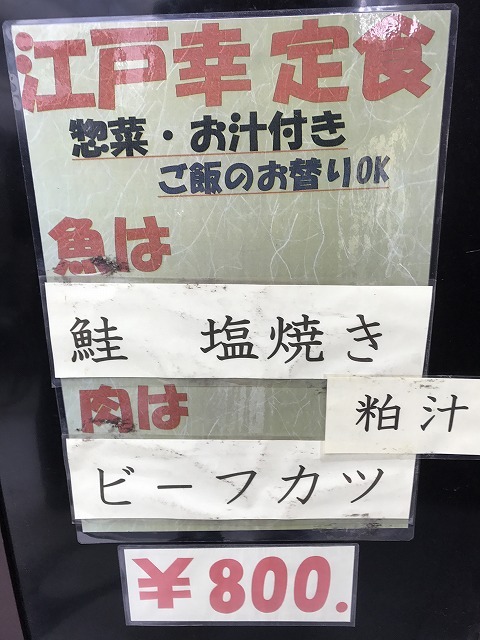 江戸幸 定食
惣菜・お汁付き
ご飯のお替りOK
魚は
鮭 塩焼き
肉は
粕汁
ビーフカツ
¥800.